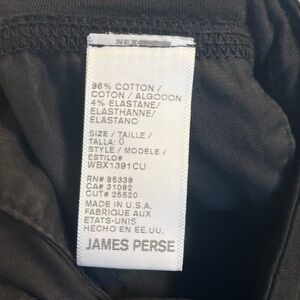 96% COTTON /
COTON / ALGODON
4% ELASTANE/
ELASTHANNE/
ELASTANO
SIZE / TAILLE /
TALLA: 0
STYLE / MODELE /
ESTILO#
WBX1391CU
RN# 95339
CA# 31092
CUT# 25520
MADE IN U.S.A.
FABRIQUE AUX
ETATS-UNIS
HECHO EN EE.UU.
JAMES PERSE